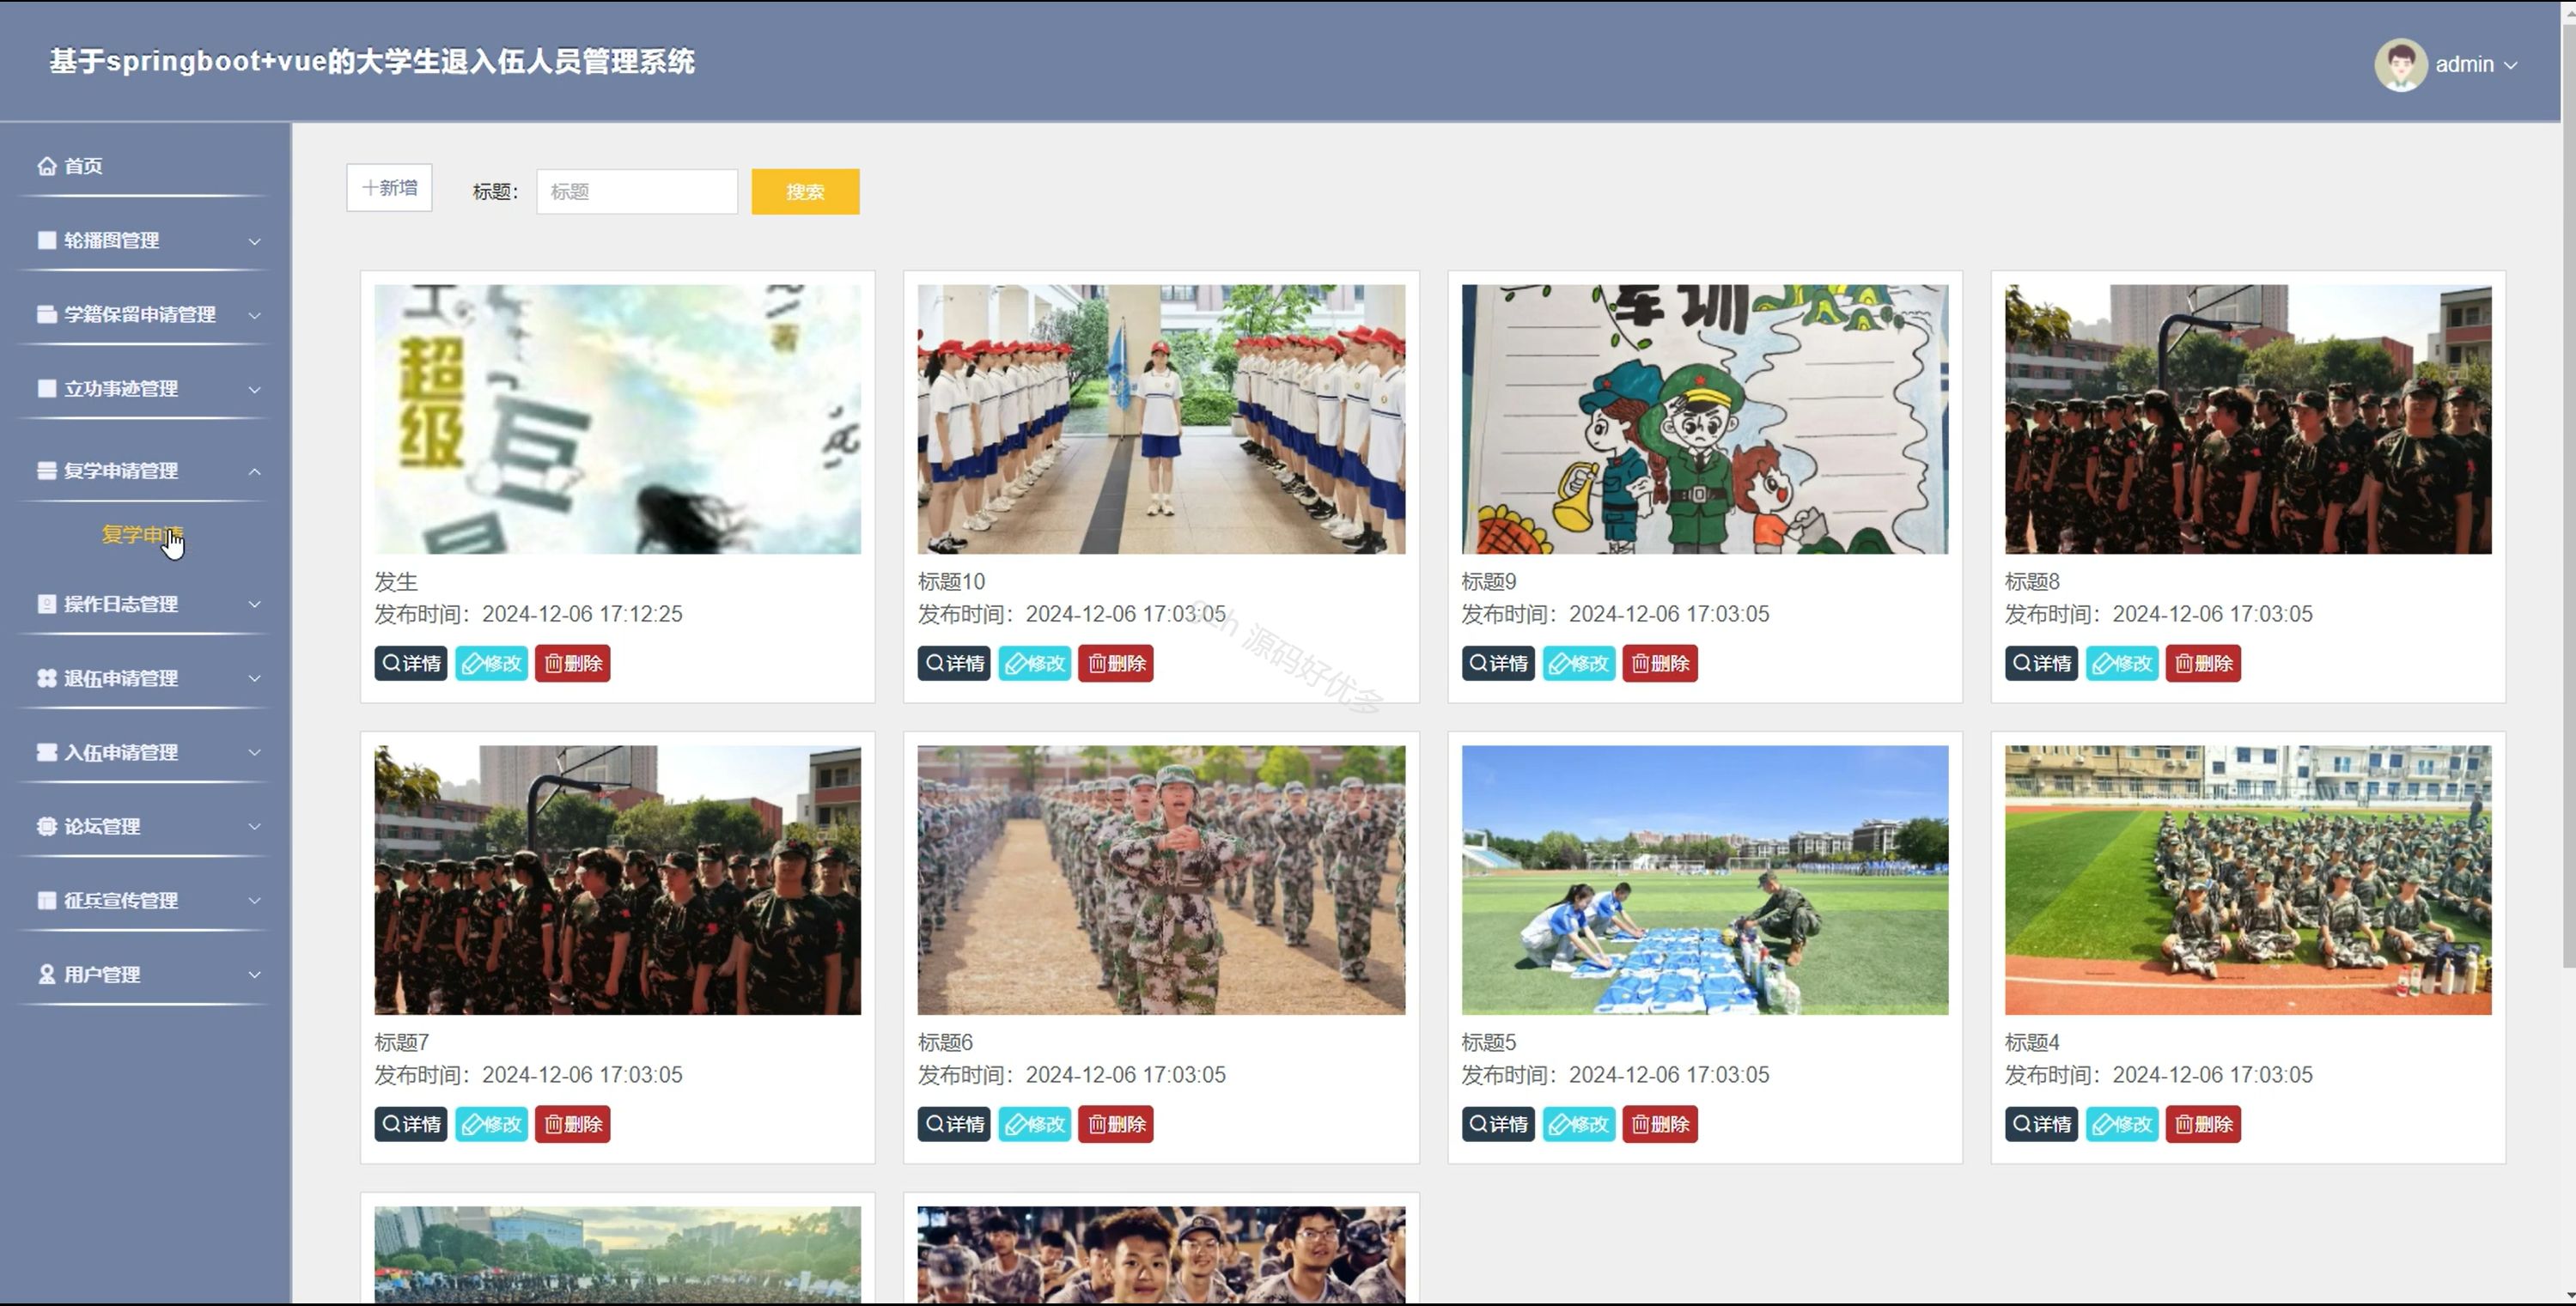 基于springboot+vue的大学生退入伍人员管理系统
admin
首页
轮播图管理
学籍保留申请管理
立功事迹管理
复学申请管理
复学申请
操作日志管理
退伍申请管理
入伍申请管理
论坛管理
征兵宣传管理
用户管理
+新增 标题： 标题 搜索
超级
军训
发生
发布时间：2024-12-06 17:12:25
详情 修改 删除
标题10
发布时间：2024-12-06 17:03:05
详情 修改 删除
标题9
发布时间：2024-12-06 17:03:05
详情 修改 删除
标题8
发布时间：2024-12-06 17:03:05
详情 修改 删除
源码好优多
标题7
发布时间：2024-12-06 17:03:05
详情 修改 删除
标题6
发布时间：2024-12-06 17:03:05
详情 修改 删除
标题5
发布时间：2024-12-06 17:03:05
详情 修改 删除
标题4
发布时间：2024-12-06 17:03:05
详情 修改 删除